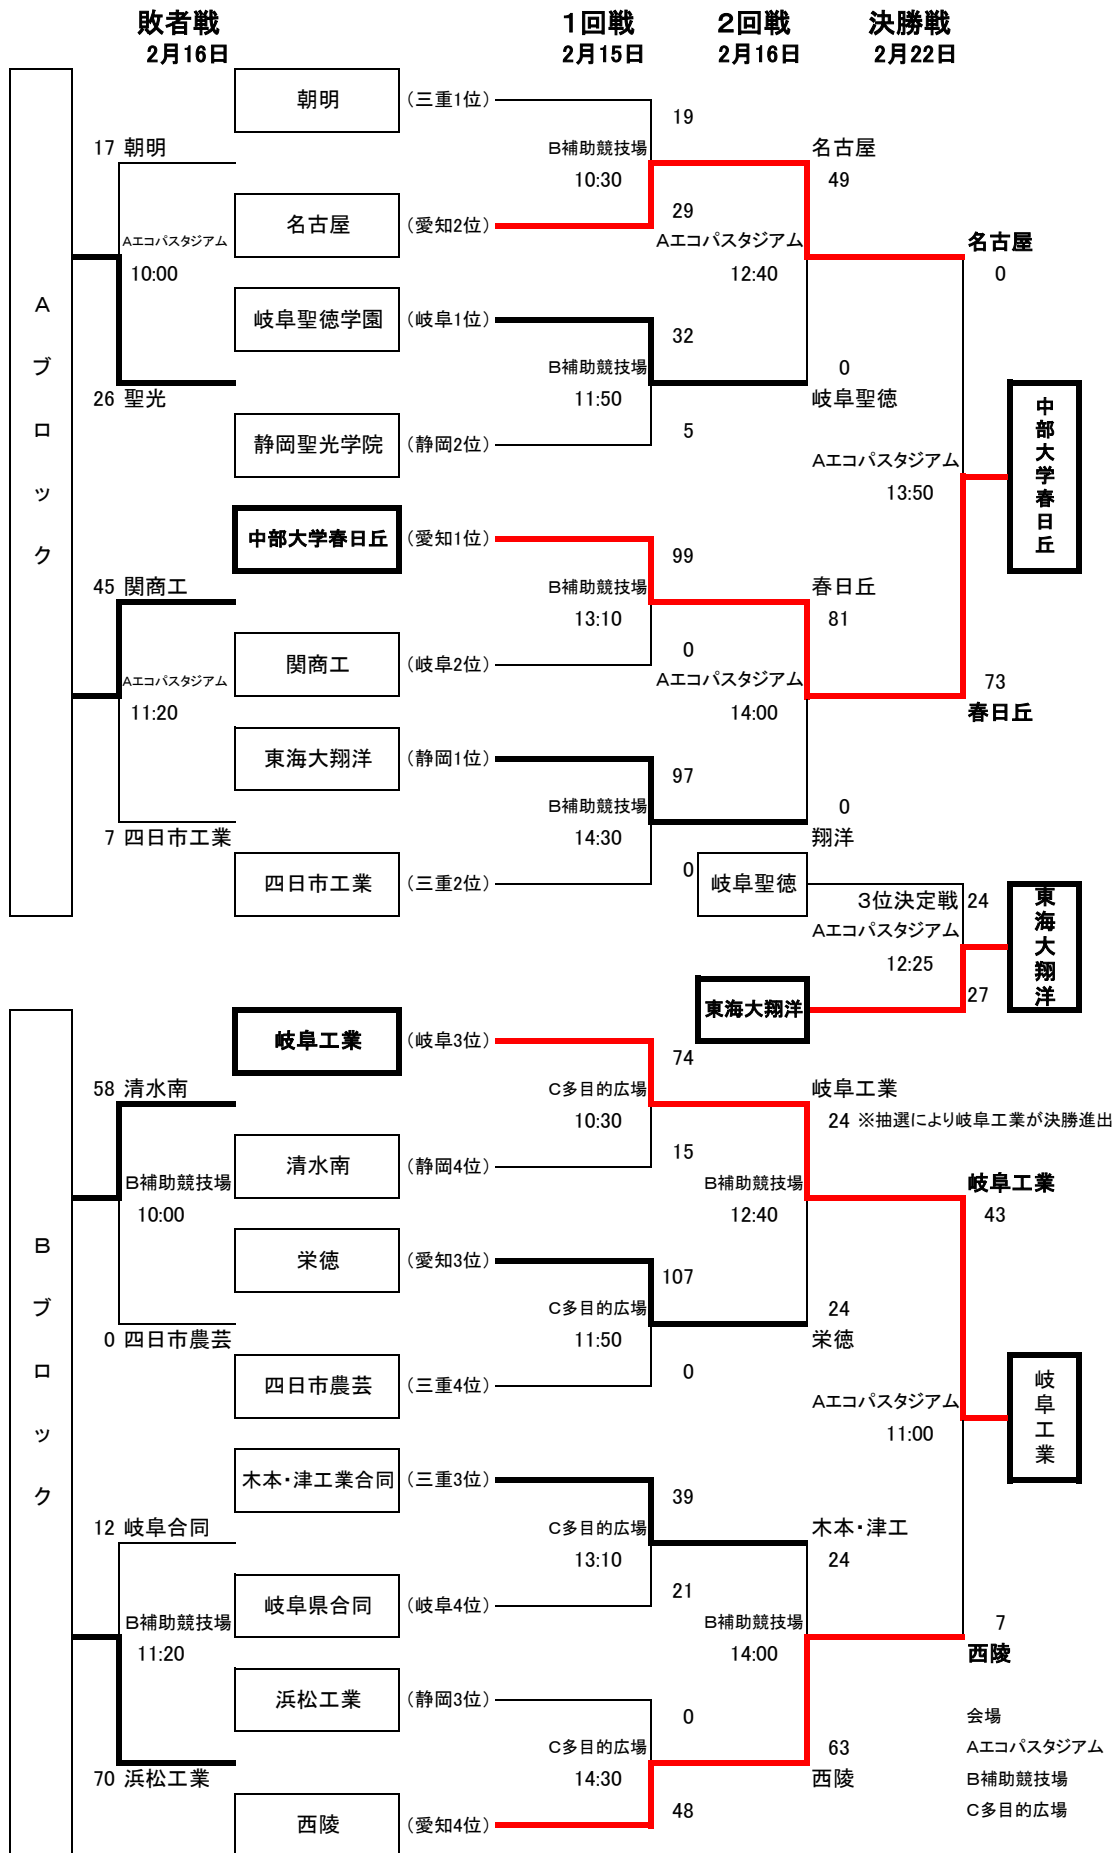 敗者戦 1回戦 2回戦 決勝戦
2月16日 2月15日 2月16日 2月22日
Aブロック
朝明 (三重1位) 19
17 朝明 B補助競技場 名古屋
10:30 49
名古屋 (愛知2位) 29
Aエコパスタジアム Aエコパスタジアム 名古屋
10:00 12:40 0
岐阜聖徳学園 (岐阜1位) 32
B補助競技場 0
26 聖光 11:50 岐阜聖徳
静岡聖光学院 (静岡2位) 5
Aエコパスタジアム
13:50
中部大学春日丘
中部大学春日丘 (愛知1位) 99
45 関商工 B補助競技場 春日丘
13:10 81
関商工 (岐阜2位) 0
Aエコパスタジアム Aエコパスタジアム 73
11:20 14:00 春日丘
東海大翔洋 (静岡1位) 97
B補助競技場 0
7 四日市工業 14:30 翔洋
四日市工業 (三重2位) 0
岐阜聖徳
3位決定戦 24
Aエコパスタジアム
12:25
東海大翔洋 27
東海大翔洋
Bブロック
岐阜工業 (岐阜3位) 74
58 清水南 C多目的広場 岐阜工業
10:30 24 ※抽選により岐阜工業が決勝進出
清水南 (静岡4位) 15
B補助競技場 B補助競技場 岐阜工業
10:00 12:40 43
栄徳 (愛知3位) 107
C多目的広場 24
0 四日市農芸 11:50 栄徳
四日市農芸 (三重4位) 0
Aエコパスタジアム
11:00
岐阜工業
木本・津工業合同 (三重3位) 39
12 岐阜合同 C多目的広場 木本・津工
13:10 24
岐阜県合同 (岐阜4位) 21
B補助競技場 B補助競技場 7
11:20 14:00 西陵
浜松工業 (静岡3位) 0
C多目的広場 63
70 浜松工業 14:30 西陵
西陵 (愛知4位) 48
会場
Aエコパスタジアム
B補助競技場
C多目的広場